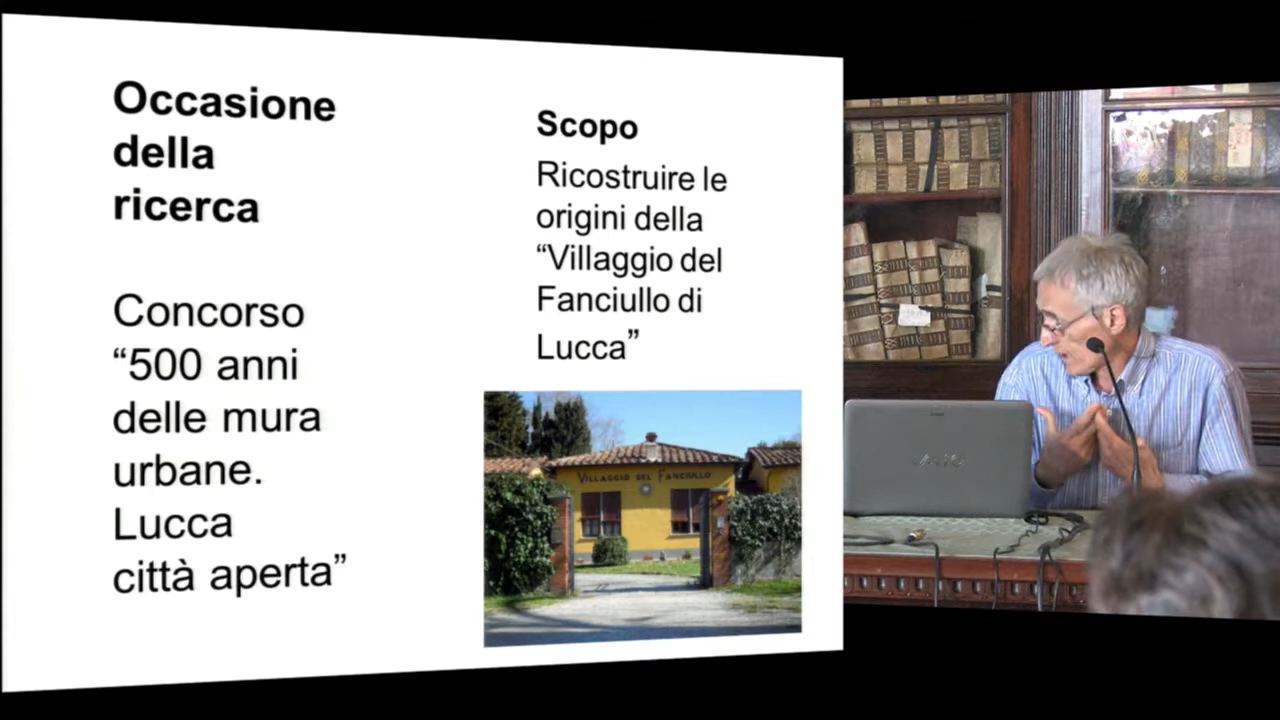 Occasione
della
ricerca
Concorso
“500 anni
delle mura
urbane.
Lucca
città aperta”
Scopo
Ricostruire le
origini della
“Villaggio del
Fanciullo di
Lucca”
VILLAGGIO DEL FANCIULLO
VAIO